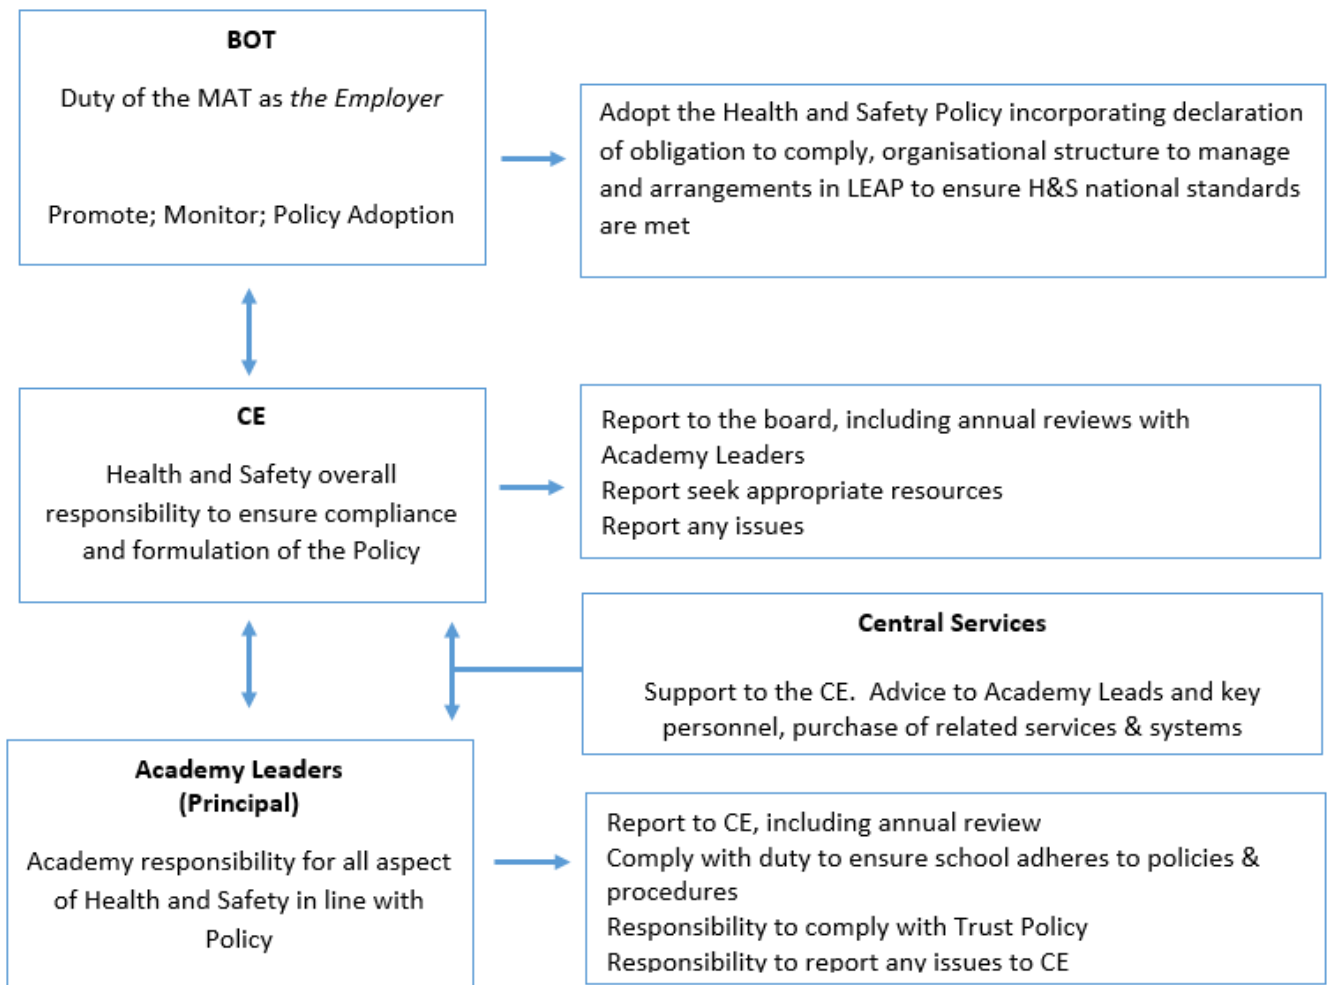 BOT
Duty of the MAT as the Employer
Promote; Monitor; Policy Adoption
Adopt the Health and Safety Policy incorporating declaration
of obligation to comply, organisational structure to manage
and arrangements in LEAP to ensure H&S national standards
are met
CE
Health and Safety overall
responsibility to ensure compliance
and formulation of the Policy
Report to the board, including annual reviews with
Academy Leaders
Report seek appropriate resources
Report any issues
Central Services
Support to the CE.  Advice to Academy Leads and key
personnel, purchase of related services & systems
Academy Leaders
(Principal)
Academy responsibility for all aspect
of Health and Safety in line with
Policy
Report to CE, including annual review
Comply with duty to ensure school adheres to policies &
procedures
Responsibility to comply with Trust Policy
Responsibility to report any issues to CE